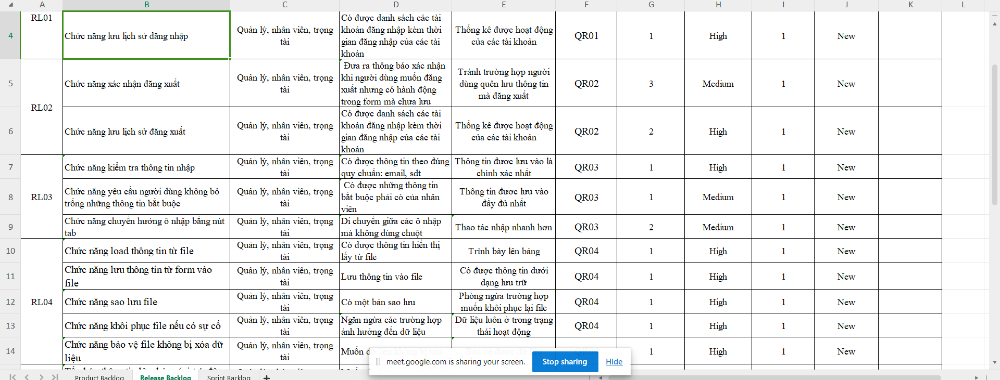 A B C D E F G H I J K L
RL01
4
Chức năng lưu lịch sử đăng nhập
Quản lý, nhân viên, trọng
tài
Có được danh sách các tài
khoản đăng nhập kèm thời
gian đăng nhập của các tài
khoản
Thống kê được hoạt động
của các tài khoản
QR01
1
High
1
New
RL02
5
Chức năng xác nhận đăng xuất
Quản lý, nhân viên, trọng
tài
Đưa ra thông báo xác nhận
khi người dùng muốn đăng
xuất nhưng có hành động
trong form mà chưa lưu
Tránh trường hợp người
dùng quên lưu thông tin
mà đăng xuất
QR02
3
Medium
1
New
6
Chức năng lưu lịch sử đăng xuất
Quản lý, nhân viên, trọng
tài
Có được danh sách các tài
khoản đăng nhập kèm thời
gian đăng nhập của các tài
khoản
Thống kê được hoạt động
của các tài khoản
QR02
2
High
1
New
RL03
7
Chức năng kiểm tra thông tin nhập
Quản lý, nhân viên, trọng
tài
Có được thông tin theo đúng
quy chuẩn: email, sdt
Thông tin đươc lưu vào là
chính xác nhất
QR03
1
High
1
New
8
Chức năng yêu cầu người dùng không bỏ
trống những thông tin bắt buộc
Quản lý, nhân viên, trọng
tài
Có được những thông tin
bắt buộc phải có của nhân
viên
Thông tin đươc lưu vào
đầy đủ nhất
QR03
1
Medium
1
New
9
Chức năng chuyển hướng ô nhập bằng nút
tab
Quản lý, nhân viên, trọng
tài
Di chuyển giữa các ô nhập
mà không dùng chuột
Thao tác nhập nhanh hơn
QR03
2
Medium
1
New
RL04
10
Chức năng load thông tin từ file
Quản lý, nhân viên, trọng
tài
Có được thông tin hiển thị
lấy từ file
Trình bày lên bảng
QR04
1
High
1
New
11
Chức năng lưu thông tin từ form vào
file
Quản lý, nhân viên, trọng
tài
Lưu thông tin vào file
Có được thông tin dưới
dạng lưu trữ
QR04
1
High
1
New
12
Chức năng sao lưu file
Quản lý, nhân viên, trọng
tài
Có một bản sao lưu
Phòng ngừa trường hợp
muốn khôi phục lại file
QR04
1
High
1
New
13
Chức năng khôi phục file nếu có sự cố
Quản lý, nhân viên, trọng
tài
Ngăn ngừa các trường hợp
ảnh hưởng đến dữ liệu
Dữ liệu luôn ở trong trạng
thái hoạt động
QR04
1
High
1
New
14
Chức năng bảo vệ file không bị xóa dữ
liệu
Quản lý, nhân viên, trọng
tài
Muốn
1
High
1
New
meet.google.com is sharing your screen.
Stop sharing
Hide
Product Backlog
Release Backlog
Sprint Backlog